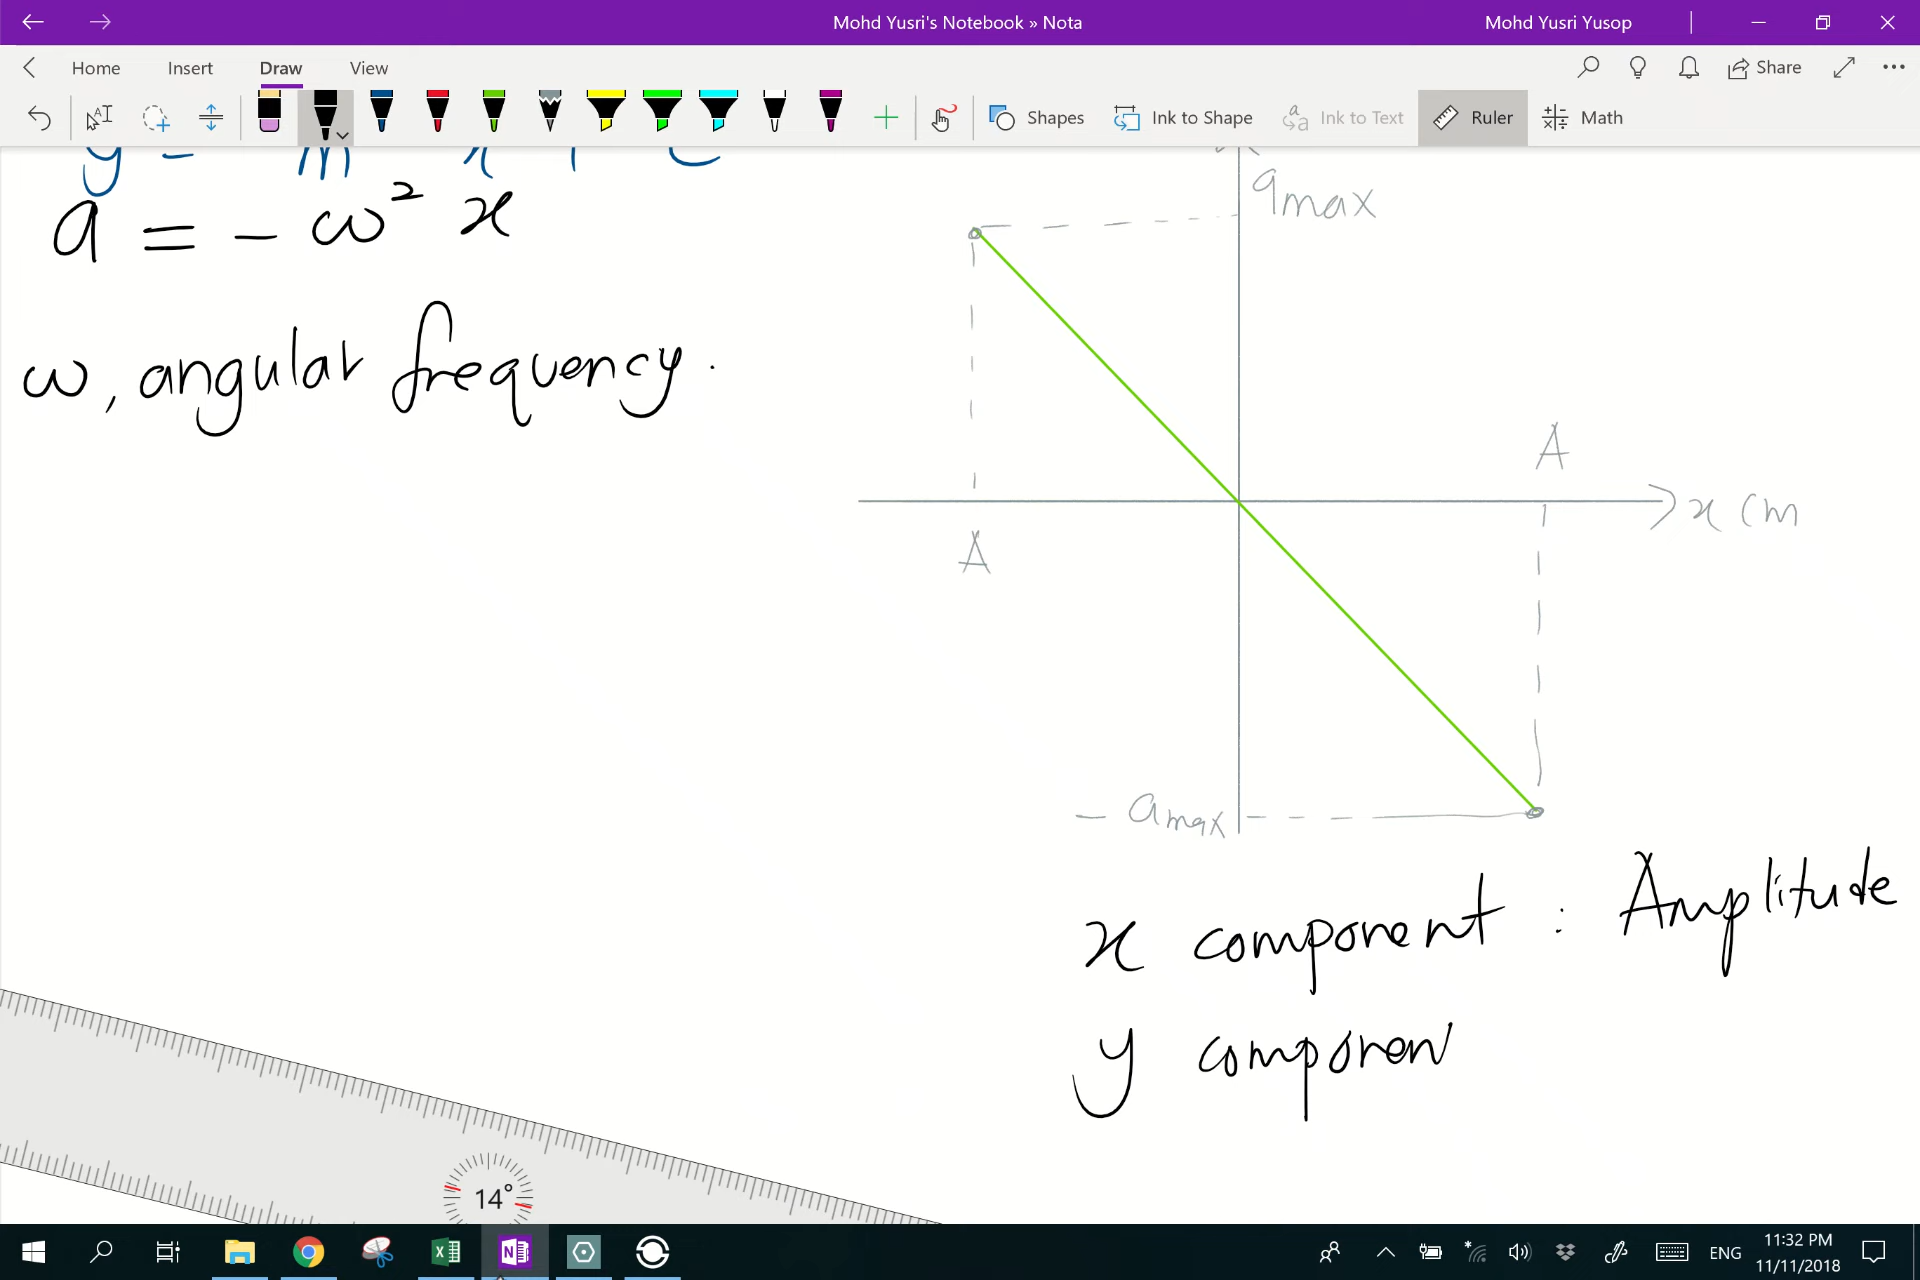 Mohd Yusri's Notebook » Nota
Mohd Yusri Yusop
Home Insert Draw View
Share
Shapes Ink to Shape Ink to Text Ruler Math
y = m x + c
a = - ω² x
ω, angular frequency.
amax
A
x (m
A
- amax
x component : Amplitude
y componen
14°
ENG
11:32 PM
11/11/2018